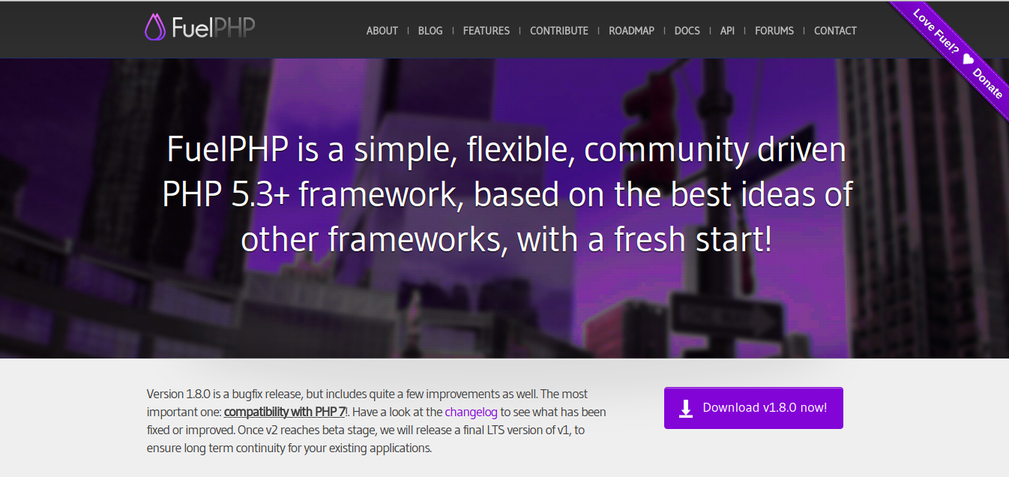 FuelPHP
ABOUT | BLOG | FEATURES | CONTRIBUTE | ROADMAP | DOCS | API | FORUMS | CONTACT
Love Fuel? Donate
FuelPHP is a simple, flexible, community driven
PHP 5.3+ framework, based on the best ideas of
other frameworks, with a fresh start!
Version 1.8.0 is a bugfix release, but includes quite a few improvements as well. The most
important one: compatibility with PHP 7!. Have a look at the changelog to see what has been
fixed or improved. Once v2 reaches beta stage, we will release a final LTS version of v1, to
ensure long term continuity for your existing applications.
Download v1.8.0 now!